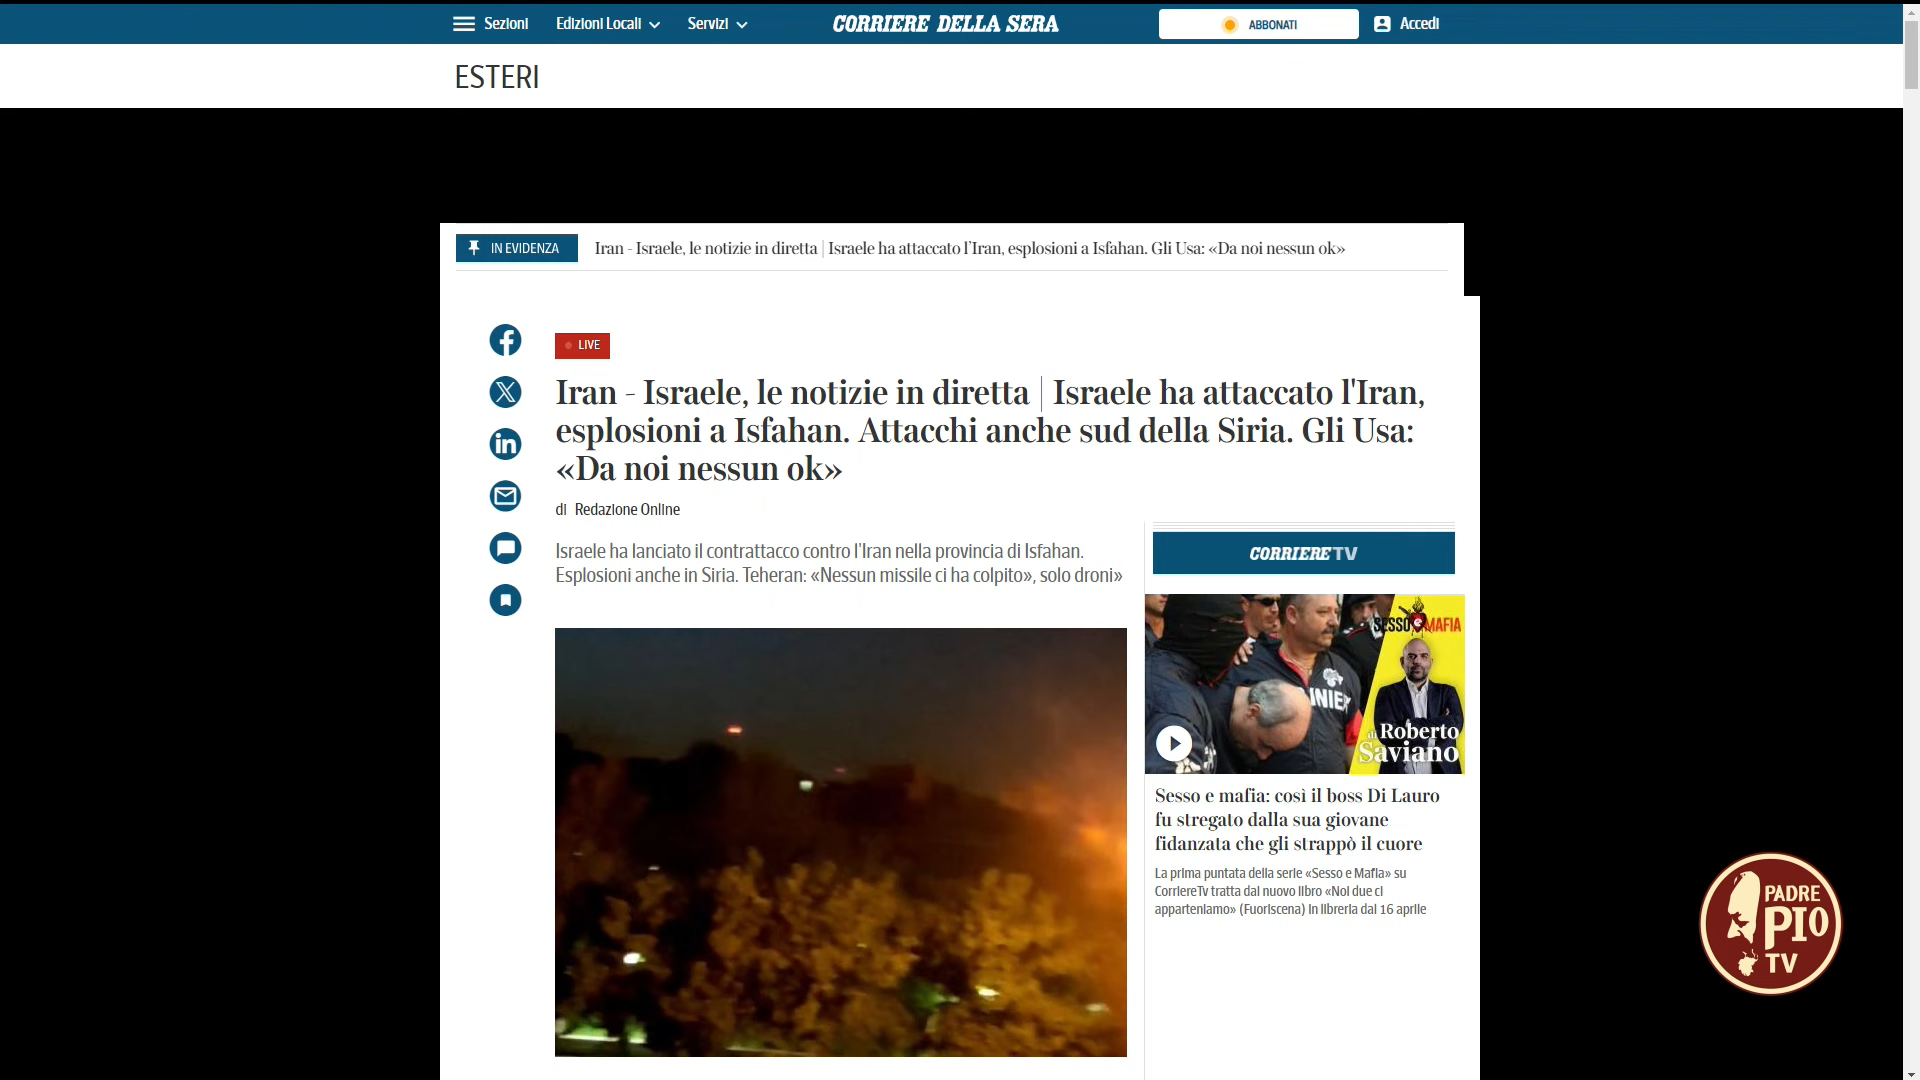 Sezioni
Edizioni Locali
Servizi
CORRIERE DELLA SERA
ABBONATI
Accedi
ESTERI
IN EVIDENZA
Iran - Israele, le notizie in diretta | Israele ha attaccato l'Iran, esplosioni a Isfahan. Gli Usa: «Da noi nessun ok»
LIVE
Iran - Israele, le notizie in diretta | Israele ha attaccato l'Iran,
esplosioni a Isfahan. Attacchi anche sud della Siria. Gli Usa:
«Da noi nessun ok»
di Redazione Online
Israele ha lanciato il contrattacco contro l'Iran nella provincia di Isfahan.
Esplosioni anche in Siria. Teheran: «Nessun missile ci ha colpito», solo droni»
CORRIERETV
SESSO MAFIA
NIE
di Roberto
Saviano
Sesso e mafia: così il boss Di Lauro
fu stregato dalla sua giovane
fidanzata che gli strappò il cuore
La prima puntata della serie «Sesso e Mafia» su
CorriereTv tratta dal nuovo libro «Noi due ci
apparteniamo» (Fuoriscena) in libreria dal 16 aprile
PADRE
PIO
TV